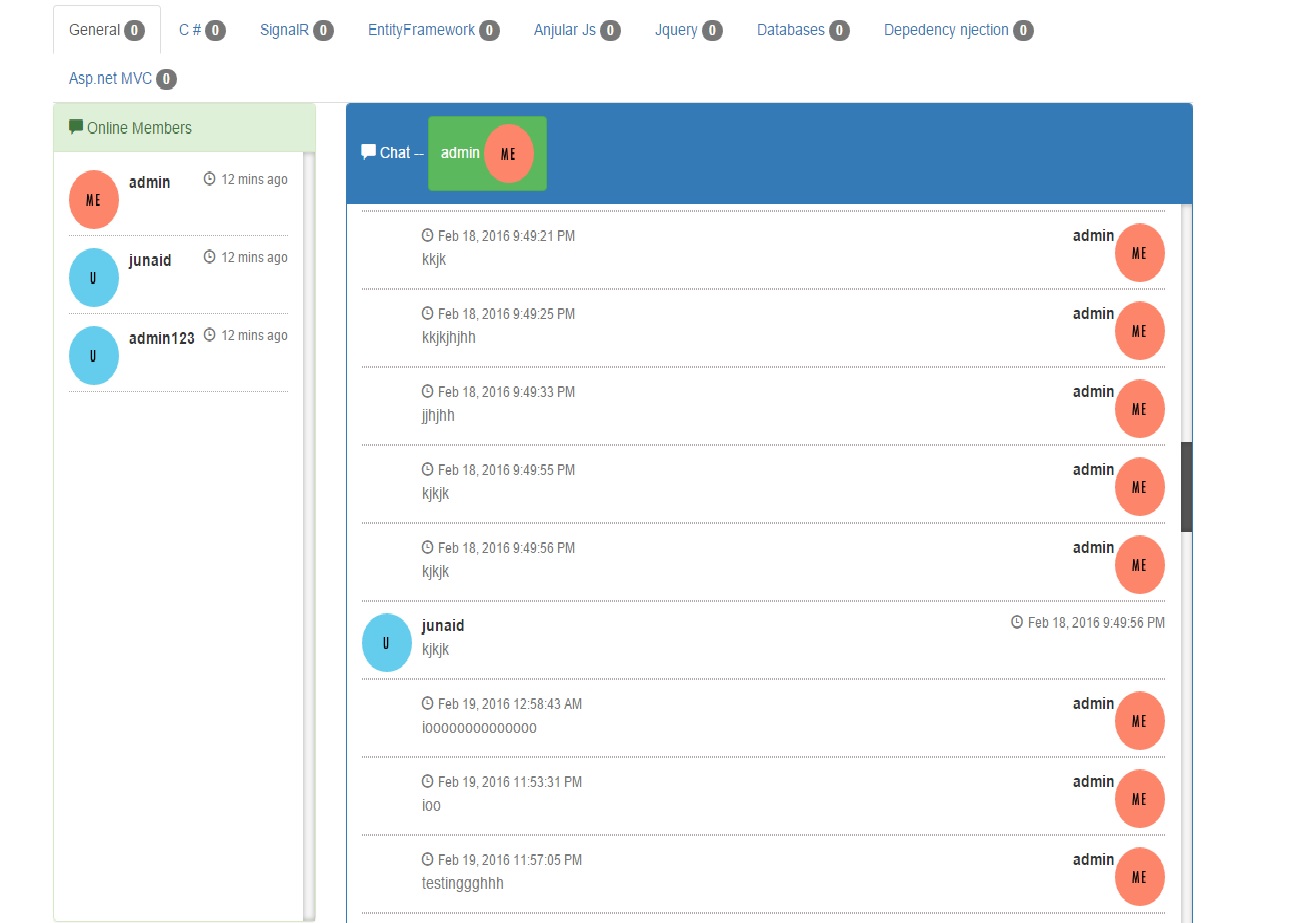 General 0 C # 0 SignalR 0 EntityFramework 0 Anjular Js 0 Jquery 0 Databases 0 Depedency njection 0
Asp.net MVC 0
Online Members
ME admin 12 mins ago
U junaid 12 mins ago
U admin123 12 mins ago
Chat -- admin ME
Feb 18, 2016 9:49:21 PM admin ME
kkjk
Feb 18, 2016 9:49:25 PM admin ME
kkjkjhjhh
Feb 18, 2016 9:49:33 PM admin ME
jjhjhh
Feb 18, 2016 9:49:55 PM admin ME
kjkjk
Feb 18, 2016 9:49:56 PM admin ME
kjkjk
U junaid Feb 18, 2016 9:49:56 PM
kjkjk
Feb 19, 2016 12:58:43 AM admin ME
iooooooooooooooo
Feb 19, 2016 11:53:31 PM admin ME
ioo
Feb 19, 2016 11:57:05 PM admin ME
testinggghhh